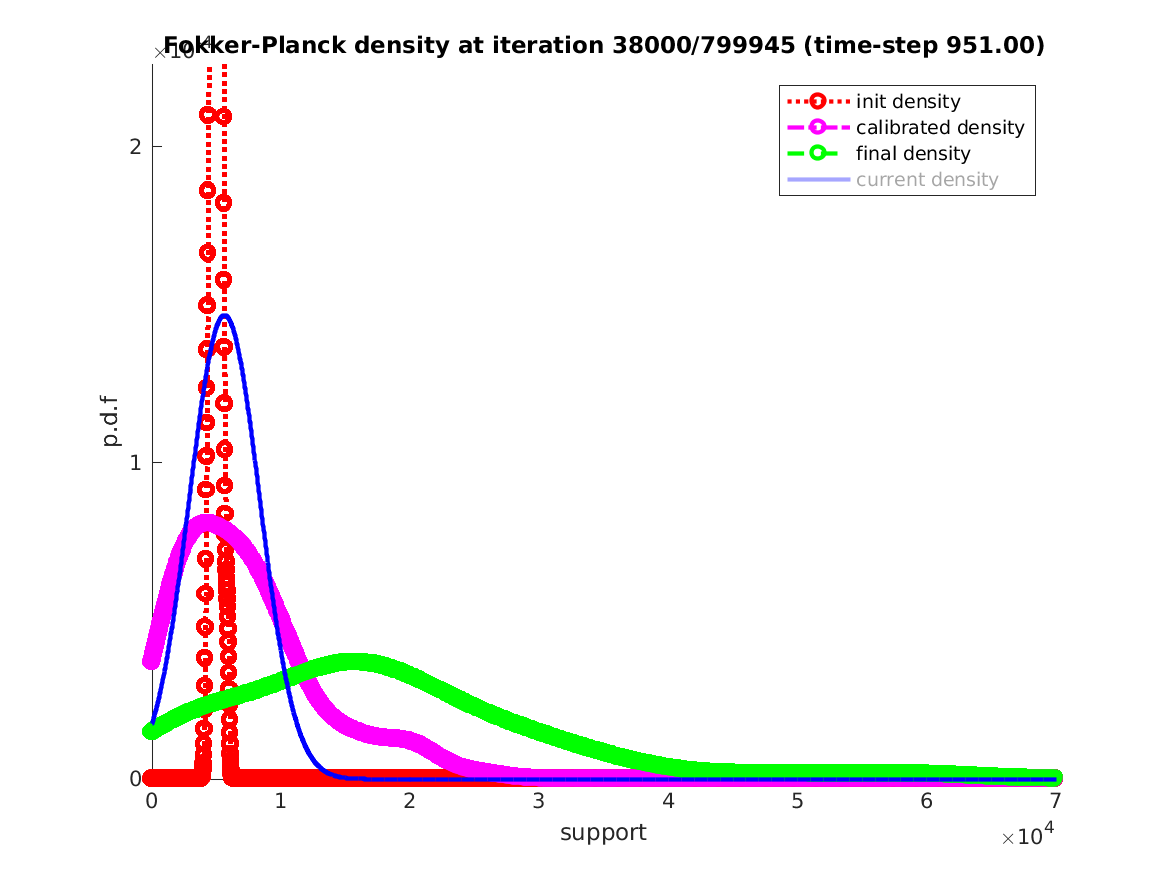 Fokker-Planck density at iteration 38000/799945 (time-step 951.00)
×10
init density
calibrated density
final density
current density
2
1
0
p.d.f
0 1 2 3 4 5 6 7
support
×10^4